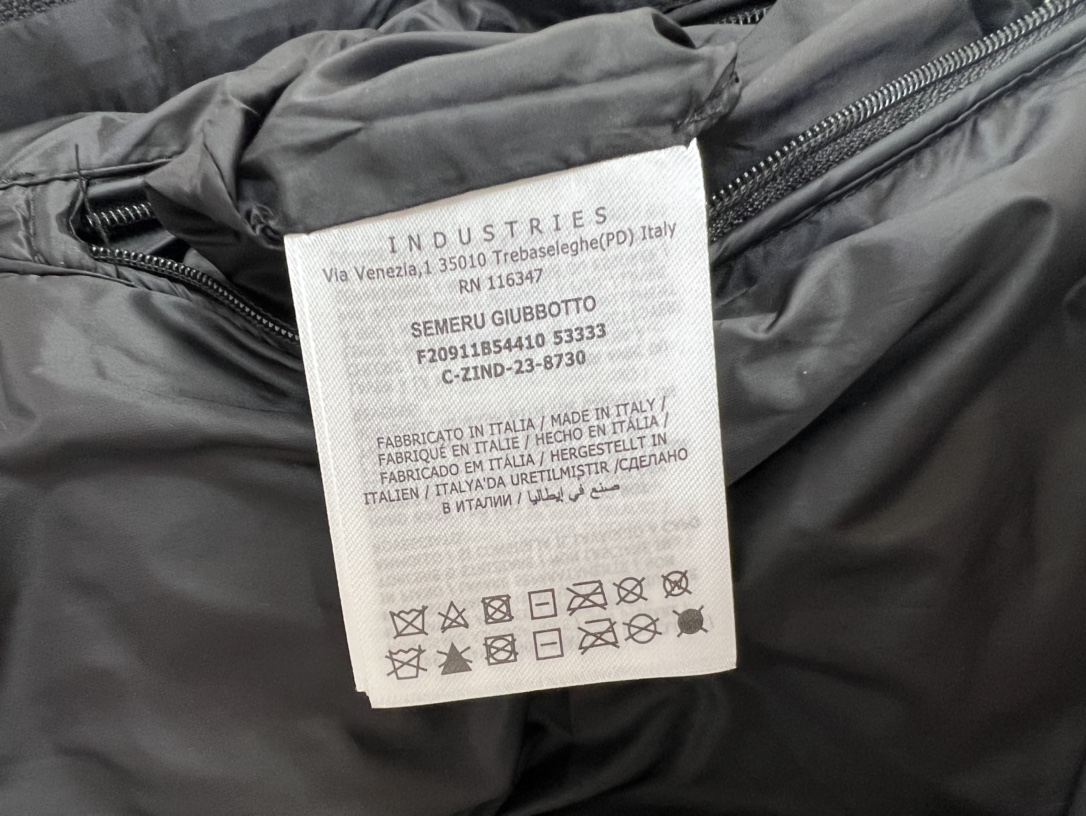 INDUSTRIES
Via Venezia,1 35010 Trebaseleghe(PD) Italy
RN 116347
SEMERU GIUBBOTTO
F20911B54410 53333
C-ZIND-23-8730
FABBRICATO IN ITALIA / MADE IN ITALY /
FABRIQUÉ EN ITALIE / HECHO EN ITALIA /
FABRICADO EM ITÁLIA / HERGESTELLT IN
ITALIEN / ITALYA'DA URETILMIŞTIR /СДЕЛАНО
В ИТАЛИИ / صنع في إيطاليا